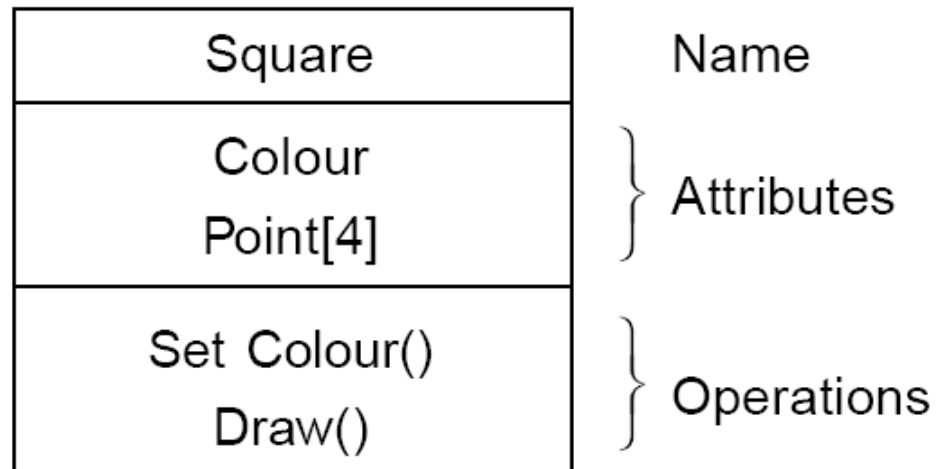 Square Name
Colour
Point[4]
Attributes
Set Colour()
Draw()
Operations